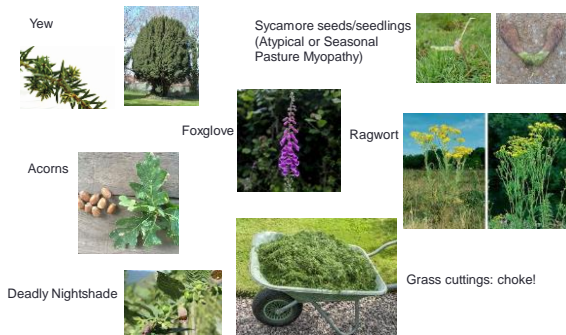 Yew
Sycamore seeds/seedlings
(Atypical or Seasonal
Pasture Myopathy)
Foxglove
Ragwort
Acorns
Deadly Nightshade
Grass cuttings: choke!